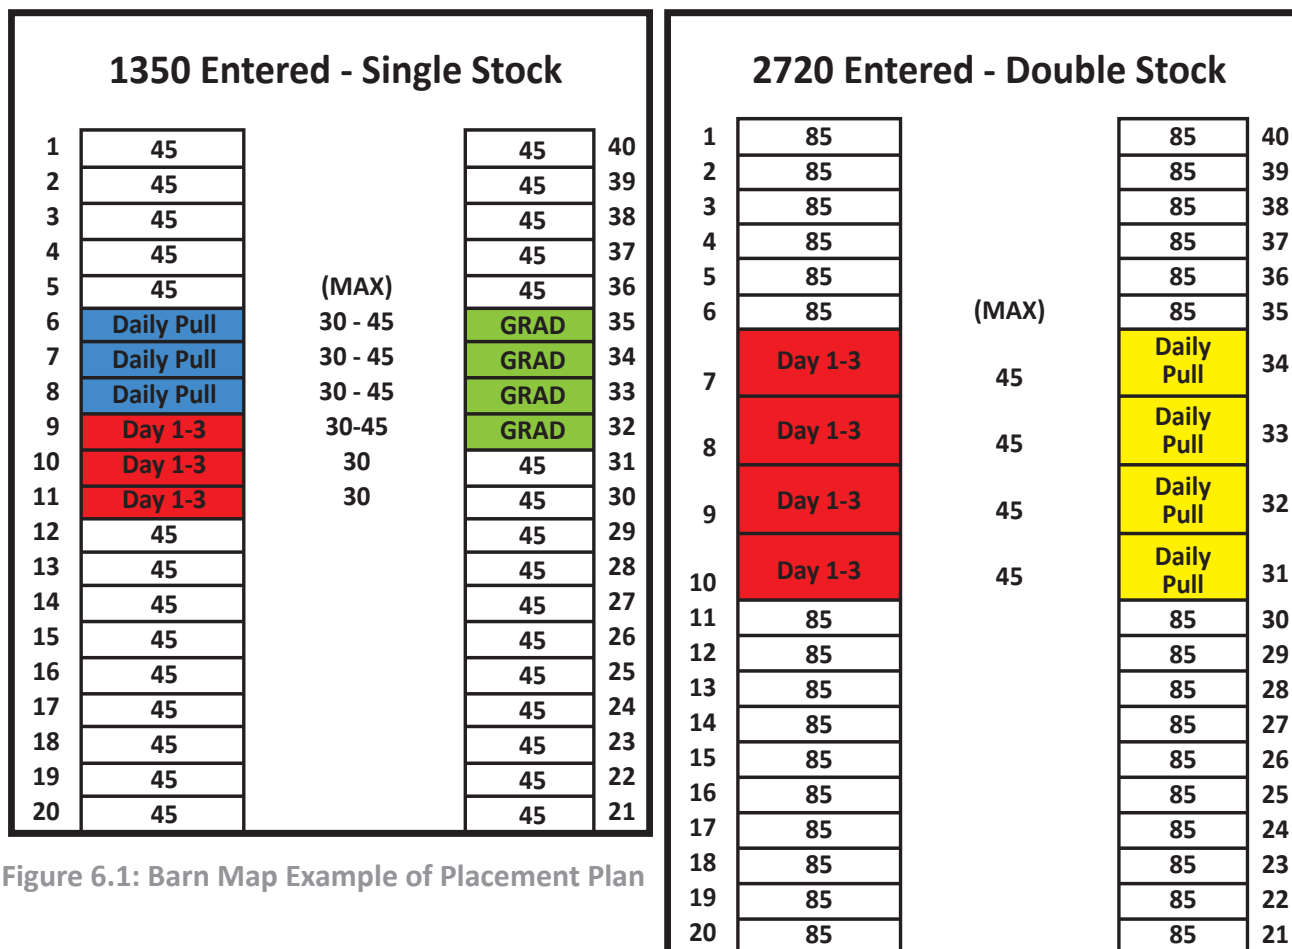 1350 Entered - Single Stock
1 45 45 40
2 45 45 39
3 45 45 38
4 45 45 37
5 45 (MAX) 45 36
6 Daily Pull 30 - 45 GRAD 35
7 Daily Pull 30 - 45 GRAD 34
8 Daily Pull 30 - 45 GRAD 33
9 Day 1-3 30-45 GRAD 32
10 Day 1-3 30 45 31
11 Day 1-3 30 45 30
12 45 45 29
13 45 45 28
14 45 45 27
15 45 45 26
16 45 45 25
17 45 45 24
18 45 45 23
19 45 45 22
20 45 45 21
Figure 6.1: Barn Map Example of Placement Plan
2720 Entered - Double Stock
1 85 85 40
2 85 85 39
3 85 85 38
4 85 85 37
5 85 85 36
6 85 (MAX) 85 35
7 Day 1-3 45 Daily
Pull 34
8 Day 1-3 45 Daily
Pull 33
9 Day 1-3 45 Daily
Pull 32
10 Day 1-3 45 Daily
Pull 31
11 85 85 30
12 85 85 29
13 85 85 28
14 85 85 27
15 85 85 26
16 85 85 25
17 85 85 24
18 85 85 23
19 85 85 22
20 85 85 21